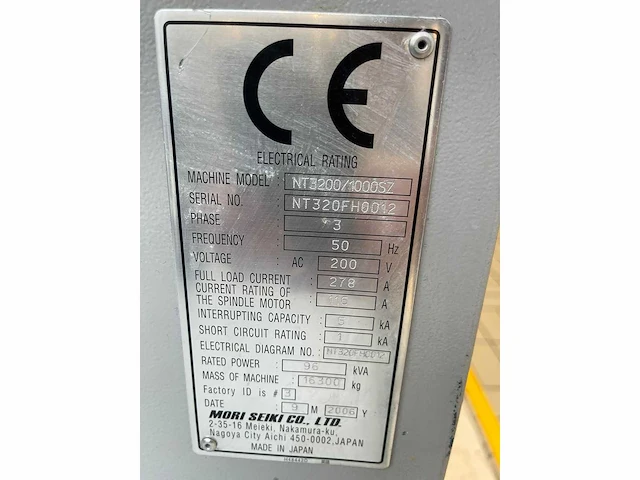 CE
ELECTRICAL RATING
MACHINE MODEL : NT3200/1000SZ
SERIAL NO. : NT320FH0012
PHASE : 3
FREQUENCY : 50 Hz
VOLTAGE : AC 200 V
FULL LOAD CURRENT : 278 A
CURRENT RATING OF
THE SPINDLE MOTOR : A
INTERRUPTING CAPACITY : 5 kA
SHORT CIRCUIT RATING : kA
ELECTRICAL DIAGRAM NO. : NT320FH0012
RATED POWER : 96 kVA
MASS OF MACHINE : 16300 kg
Factory ID is # 3
DATE : 9 M 2006 Y
MORI SEIKI CO., LTD.
2-35-16 Meieki, Nakamura-ku,
Nagoya City Aichi 450-0002, JAPAN
MADE IN JAPAN